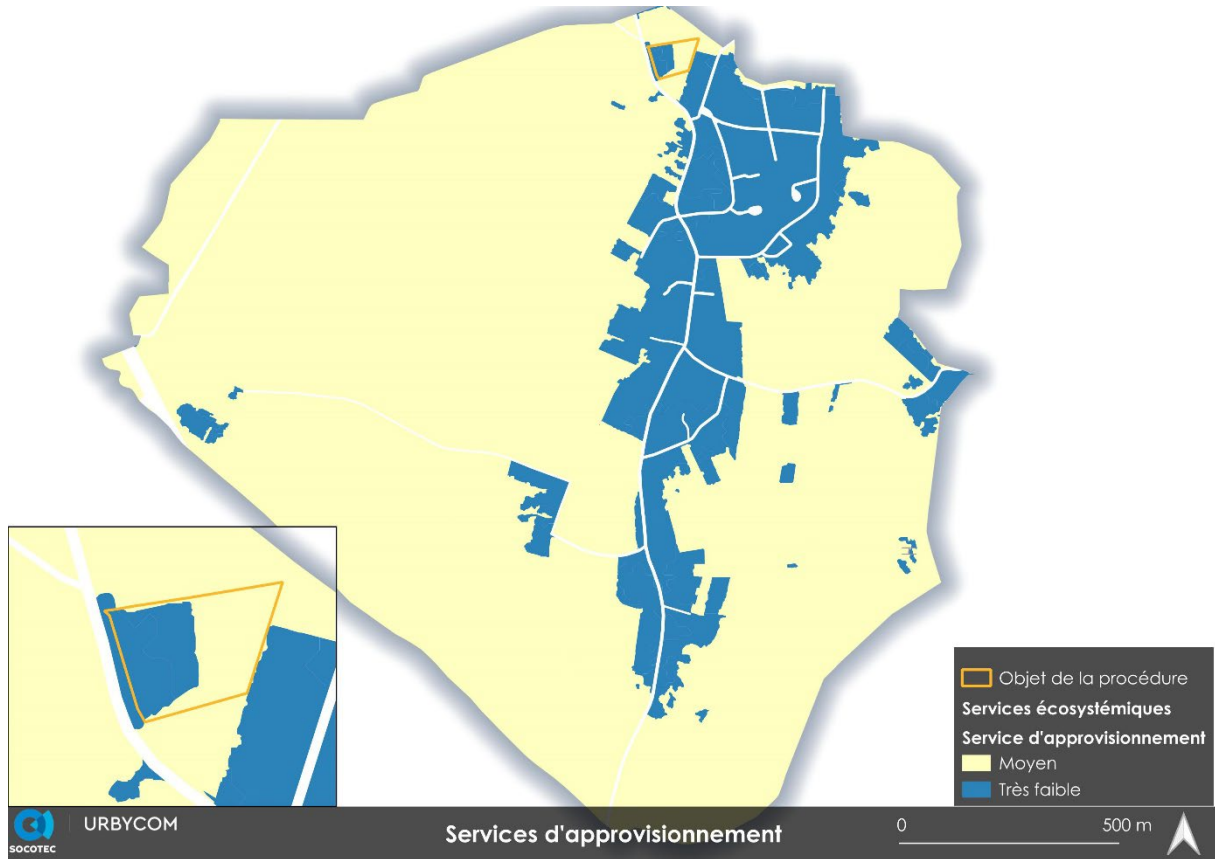 Objet de la procédure
Services écosystémiques
Service d'approvisionnement
Moyen
Très faible
SOCOTEC
URBYCOM
Services d'approvisionnement
0
500 m